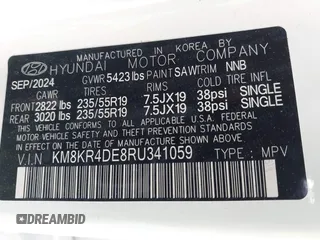 MANUFACTURED IN KOREA BY
HYUNDAI MOTOR COMPANY
SEP/2024 GVWR 5423 lbs PAINT SAW TRIM NNB
GAWR TIRES RIMS COLD TIRE INFL
FRONT 2822 lbs 235/55R19 7.5JX19 38psi SINGLE
REAR 3020 lbs 235/55R19 7.5JX19 38psi SINGLE
THIS VEHICLE CONFORMS TO ALL APPLICABLE U.S. FEDERAL
MOTOR VEHICLE SAFETY AND THEFT PREVENTION STANDARDS
IN EFFECT ON THE DATE OF MANUFACTURE SHOWN ABOVE.
V.I.N KM8KR4DE8RU341059 TYPE: MPV
© DREAMBID DREAMBID.COM